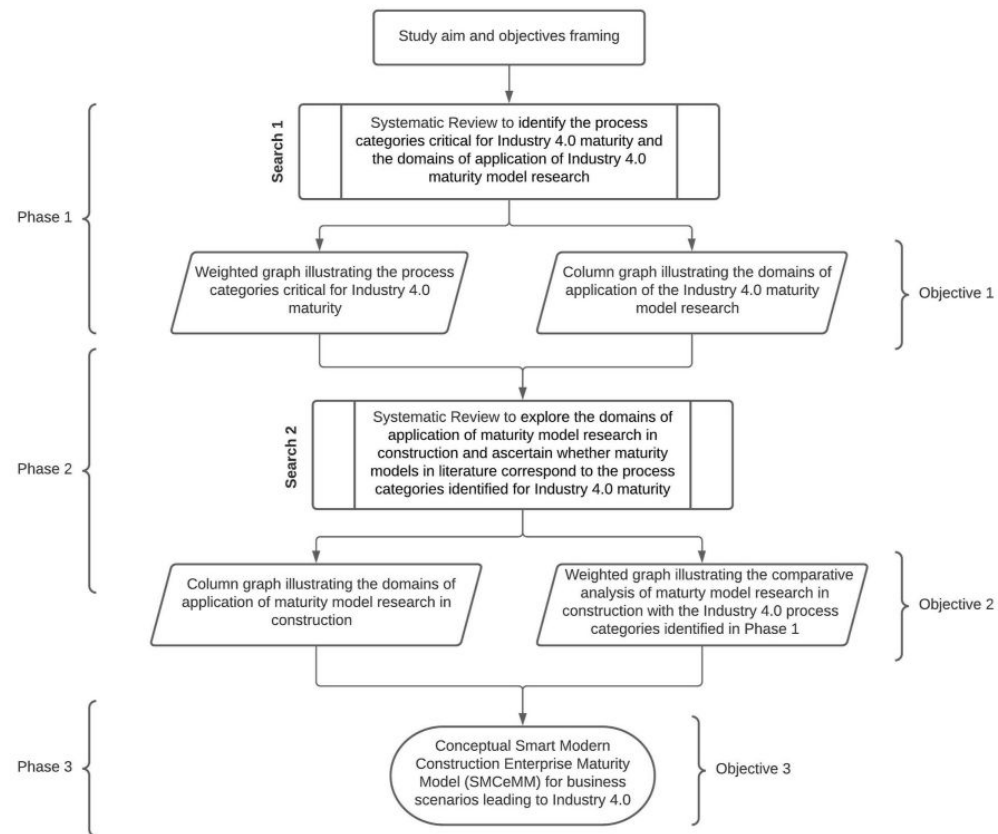 Study aim and objectives framing
Search 1
Systematic Review to identify the process
categories critical for Industry 4.0 maturity and
the domains of application of Industry 4.0
maturity model research
Phase 1
Weighted graph illustrating the process
categories critical for Industry 4.0
maturity
Column graph illustrating the domains of
application of the Industry 4.0 maturity
model research
Objective 1
Search 2
Systematic Review to explore the domains of
application of maturity model research in
construction and ascertain whether maturity
models in literature correspond to the process
categories identified for Industry 4.0 maturity
Phase 2
Column graph illustrating the domains of
application of maturity model research in
construction
Weighted graph illustrating the comparative
analysis of maturty model research in
construction with the Industry 4.0 process
categories identified in Phase 1
Objective 2
Phase 3
Conceptual Smart Modern
Construction Enterprise Maturity
Model (SMCeMM) for business
scenarios leading to Industry 4.0
Objective 3